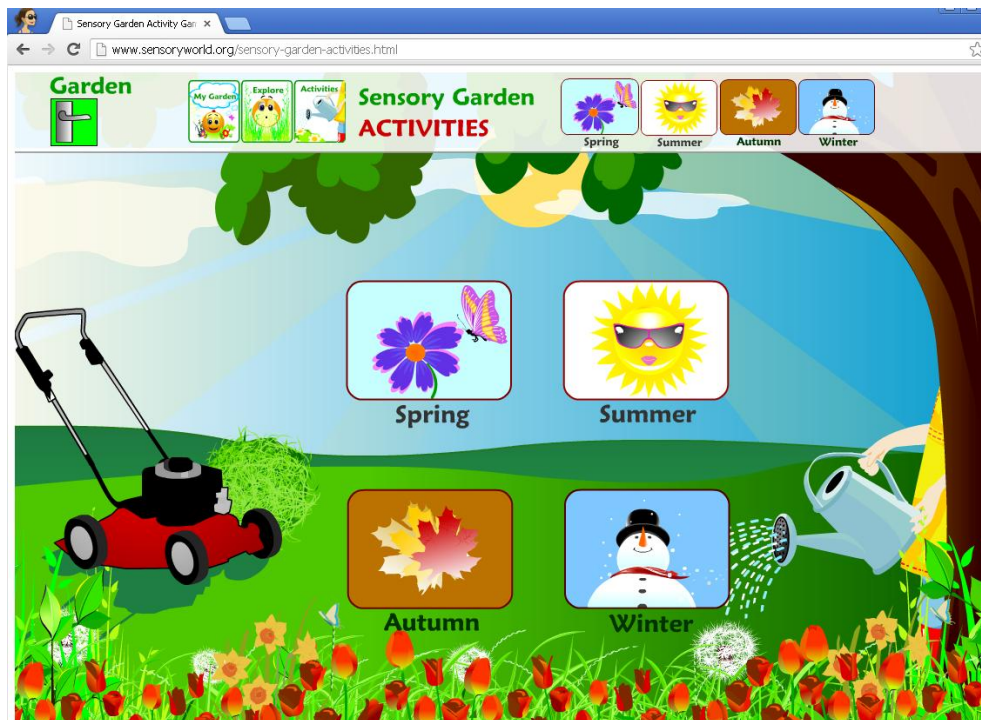 Sensory Garden Activity Gan
www.sensoryworld.org/sensory-garden-activities.html
Garden
My Garden
Explore
Activities
Sensory Garden
ACTIVITIES
Spring
Summer
Autumn
Winter
Spring
Summer
Autumn
Winter